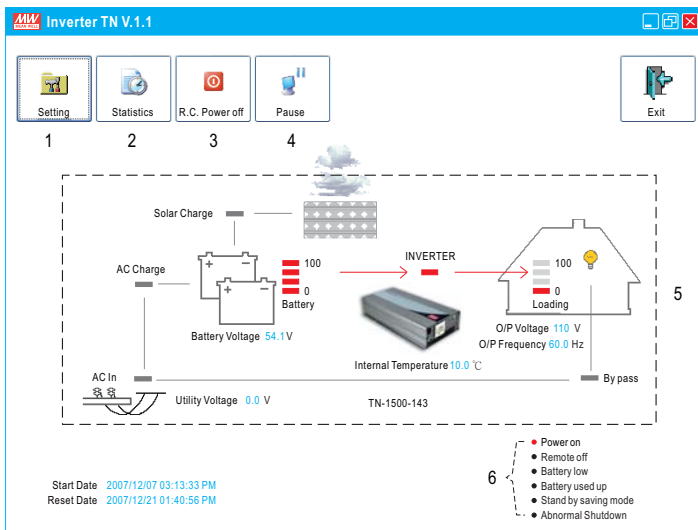 MW
MEAN WELL
Inverter TN V.1.1
Setting
Statistics
R.C. Power off
Pause
Exit
1
2
3
4
Solar Charge
AC Charge
100
0
Battery
INVERTER
100
0
Loading
5
Battery Voltage 54.1 V
O/P Voltage 110 V
O/P Frequency 60.0 Hz
Internal Temperature 10.0 ℃
AC In
By pass
Utility Voltage 0.0 V
TN-1500-143
6
Power on
Remote off
Battery low
Battery used up
Stand by saving mode
Abnormal Shutdown
Start Date 2007/12/07 03:13:33 PM
Reset Date 2007/12/21 01:40:56 PM